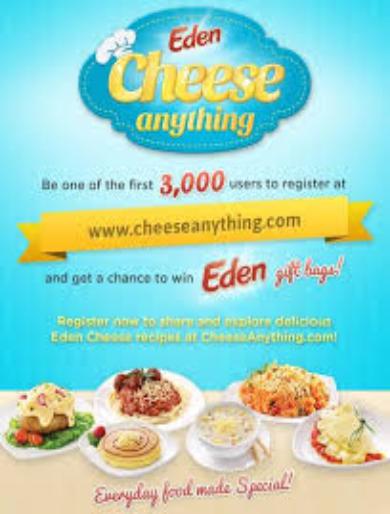 Eden
Cheese
anything
Be one of the first 3,000 users to register at
www.cheeseanything.com
and get a chance to win Eden gift bags!
Register now to share and explore delicious
Eden Cheese recipes at CheeseAnything.com!
Everyday food made Special!